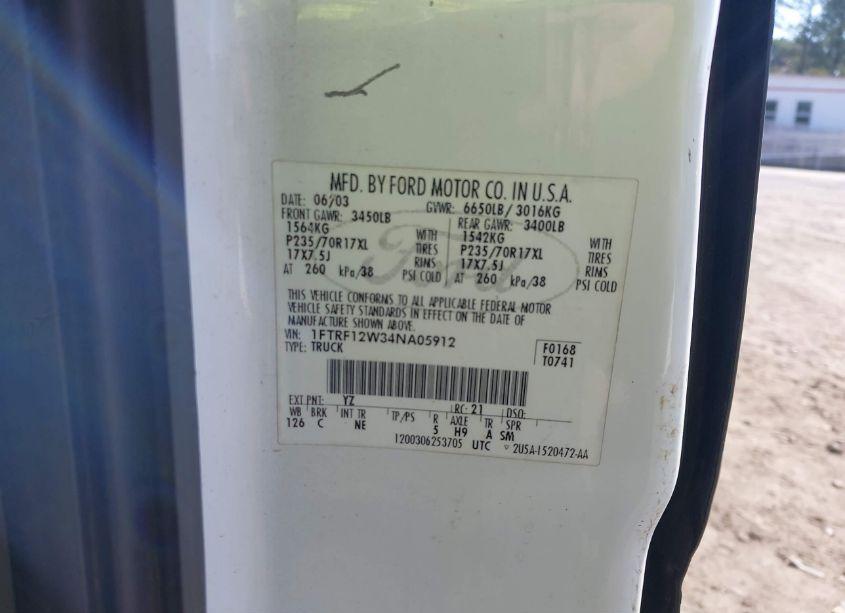 MFD. BY FORD MOTOR CO. IN U.S.A.
DATE: 06/03 GVWR: 6650LB/ 3016KG
FRONT GAWR: 3450LB REAR GAWR: 3400LB
1564KG WITH 1542KG WITH
P235/70R17XL TIRES P235/70R17XL TIRES
17X7.5J RIMS 17X7.5J RIMS
AT 260 kPa/38 PSI COLD AT 260 kPa/38 PSI COLD
THIS VEHICLE CONFORMS TO ALL APPLICABLE FEDERAL MOTOR
VEHICLE SAFETY STANDARDS IN EFFECT ON THE DATE OF
MANUFACTURE SHOWN ABOVE.
VIN: 1FTRF12W34NA05912 F0168
TYPE: TRUCK T0741
EXT PNT: YZ RC: 21 DSO:
WB BRK INT TR TP/PS R AXLE TR SPR
126 C NE 5 H9 A SM
1200306253705 UTC 2U5A-1520472-AA
Ford